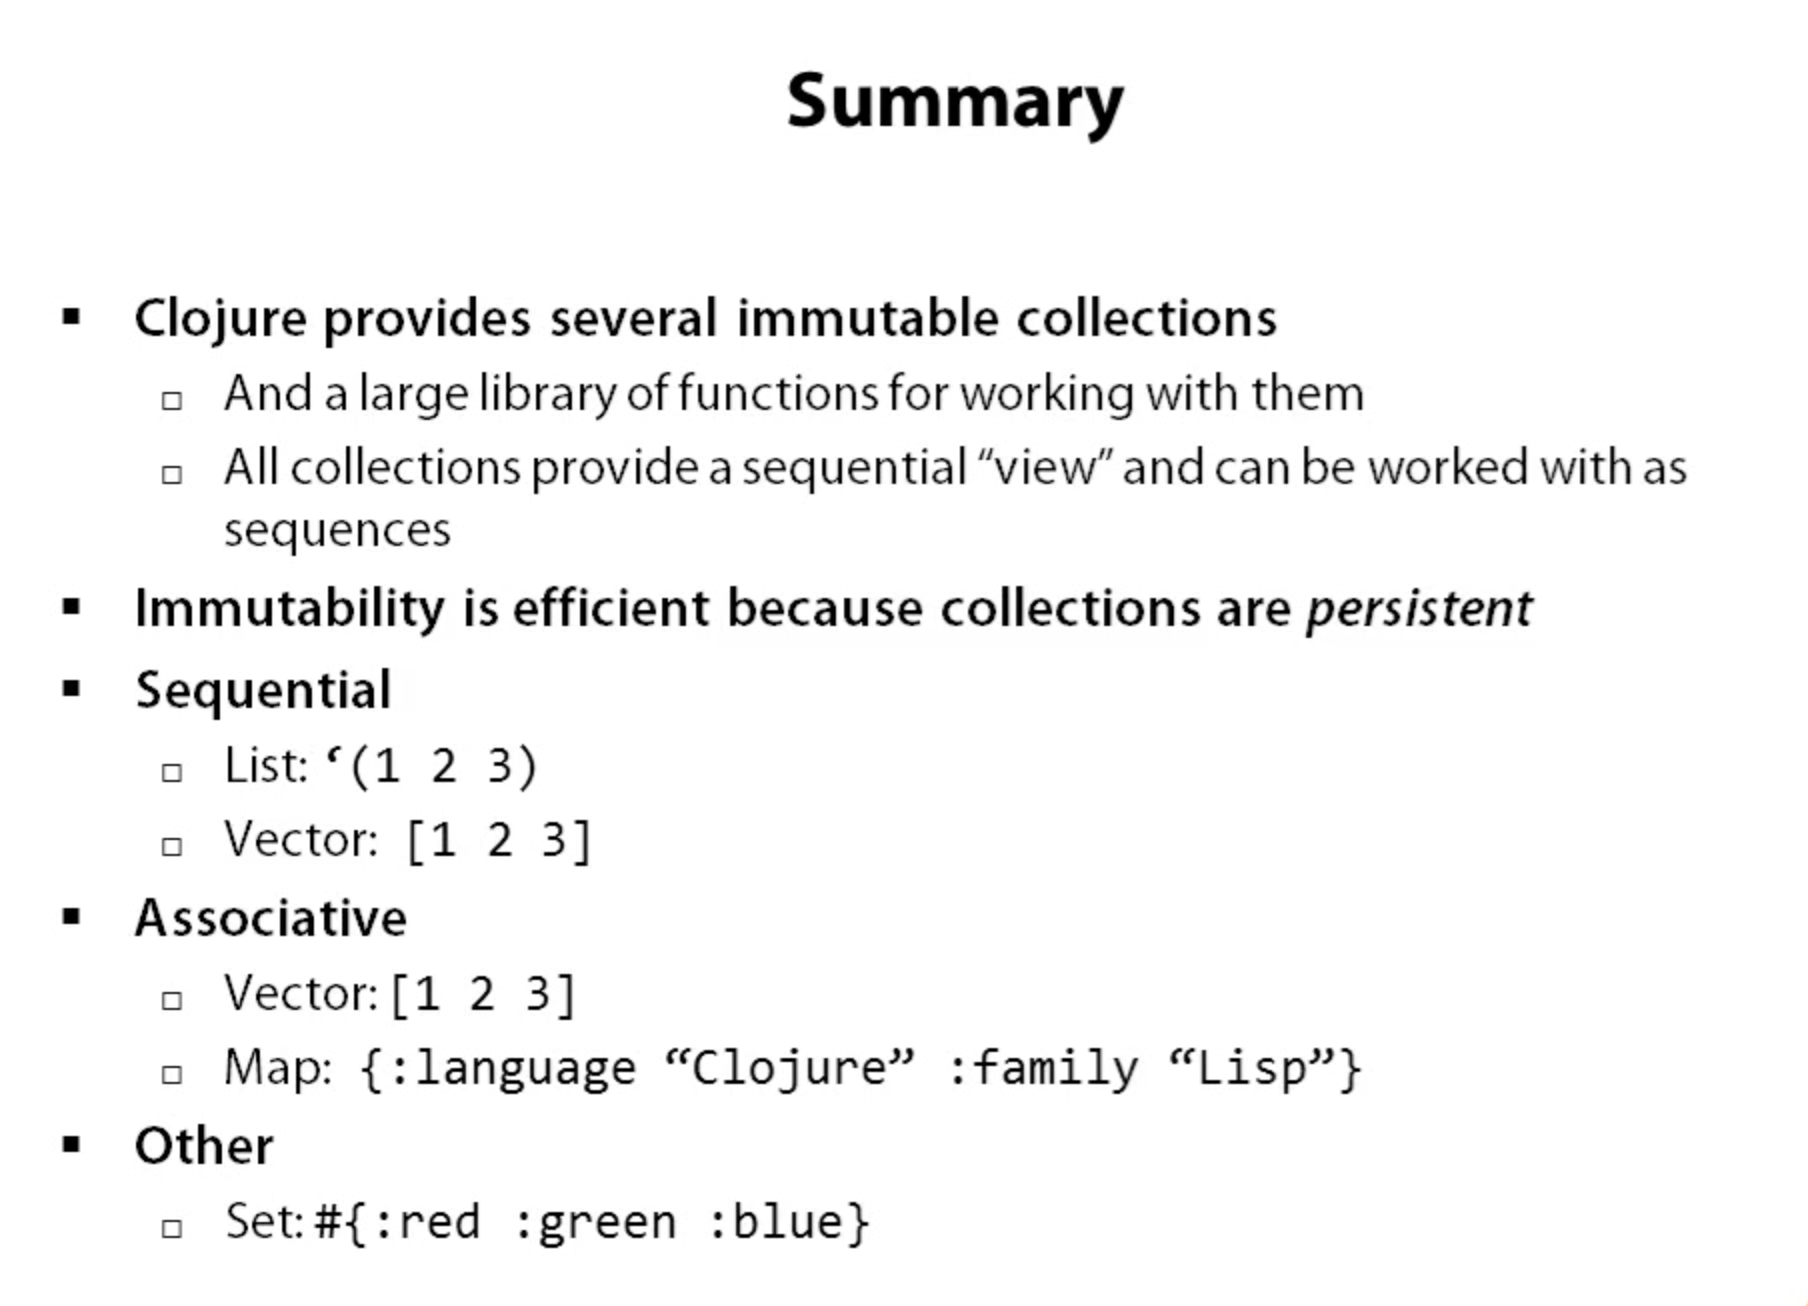 Summary
▪ Clojure provides several immutable collections
□ And a large library of functions for working with them
□ All collections provide a sequential “view” and can be worked with as
sequences
▪ Immutability is efficient because collections are persistent
▪ Sequential
□ List: ‘(1 2 3)
□ Vector: [1 2 3]
▪ Associative
□ Vector: [1 2 3]
□ Map: {:language “Clojure” :family “Lisp”}
▪ Other
□ Set: #{:red :green :blue}